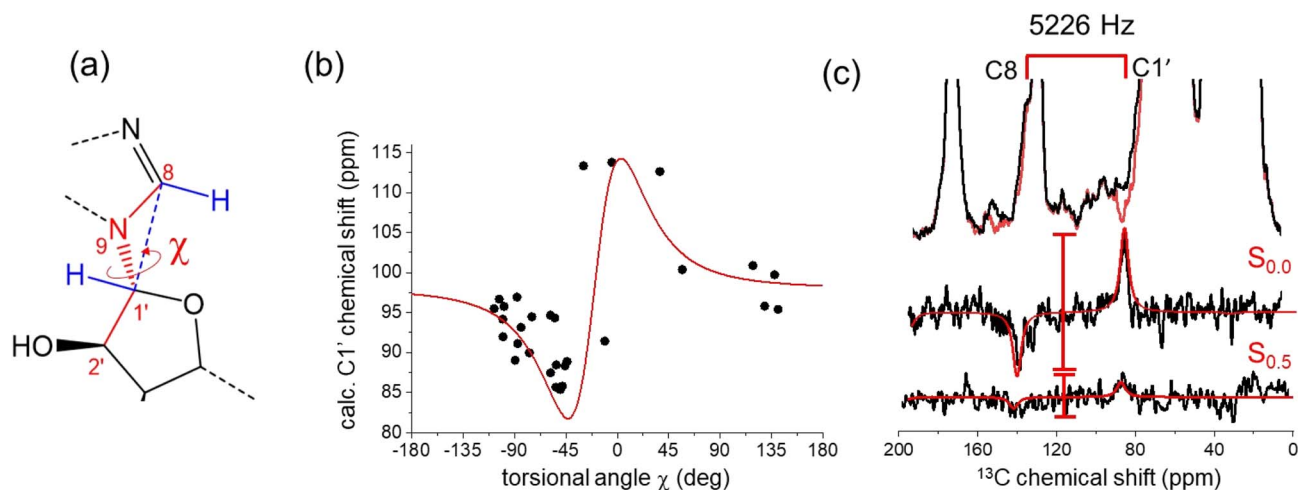 (a)
N
8
H
N
9
χ
H
1'
O
HO
2'
(b)
calc. C1' chemical shift (ppm)
115
110
105
100
95
90
85
80
-180 -135 -90 -45 0 45 90 135 180
torsional angle χ (deg)
(c)
5226 Hz
C8 C1′
S0.0
S0.5
200 160 120 80 40 0
13C chemical shift (ppm)